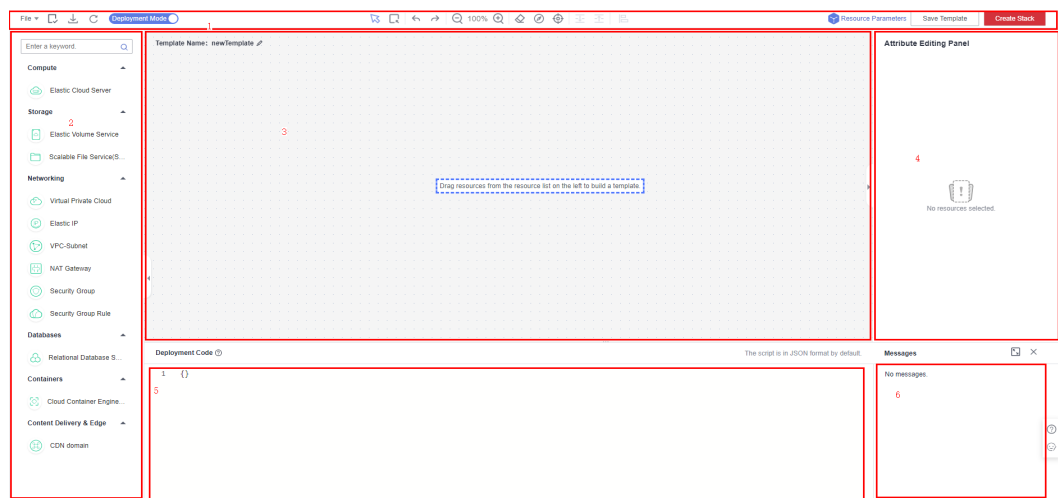 File
Deployment Mode
1
100%
Resource Parameters
Save Template
Create Stack
Enter a keyword.
Compute
Elastic Cloud Server
Storage
2
Elastic Volume Service
Scalable File Service(S...
Networking
Virtual Private Cloud
Elastic IP
VPC-Subnet
NAT Gateway
Security Group
Security Group Rule
Databases
Relational Database S...
Containers
Cloud Container Engine...
Content Delivery & Edge
CDN domain
Template Name: newTemplate
3
Drag resources from the resource list on the left to build a template.
Attribute Editing Panel
4
No resources selected.
Deployment Code
The script is in JSON format by default.
1 {}
5
Messages
No messages.
6